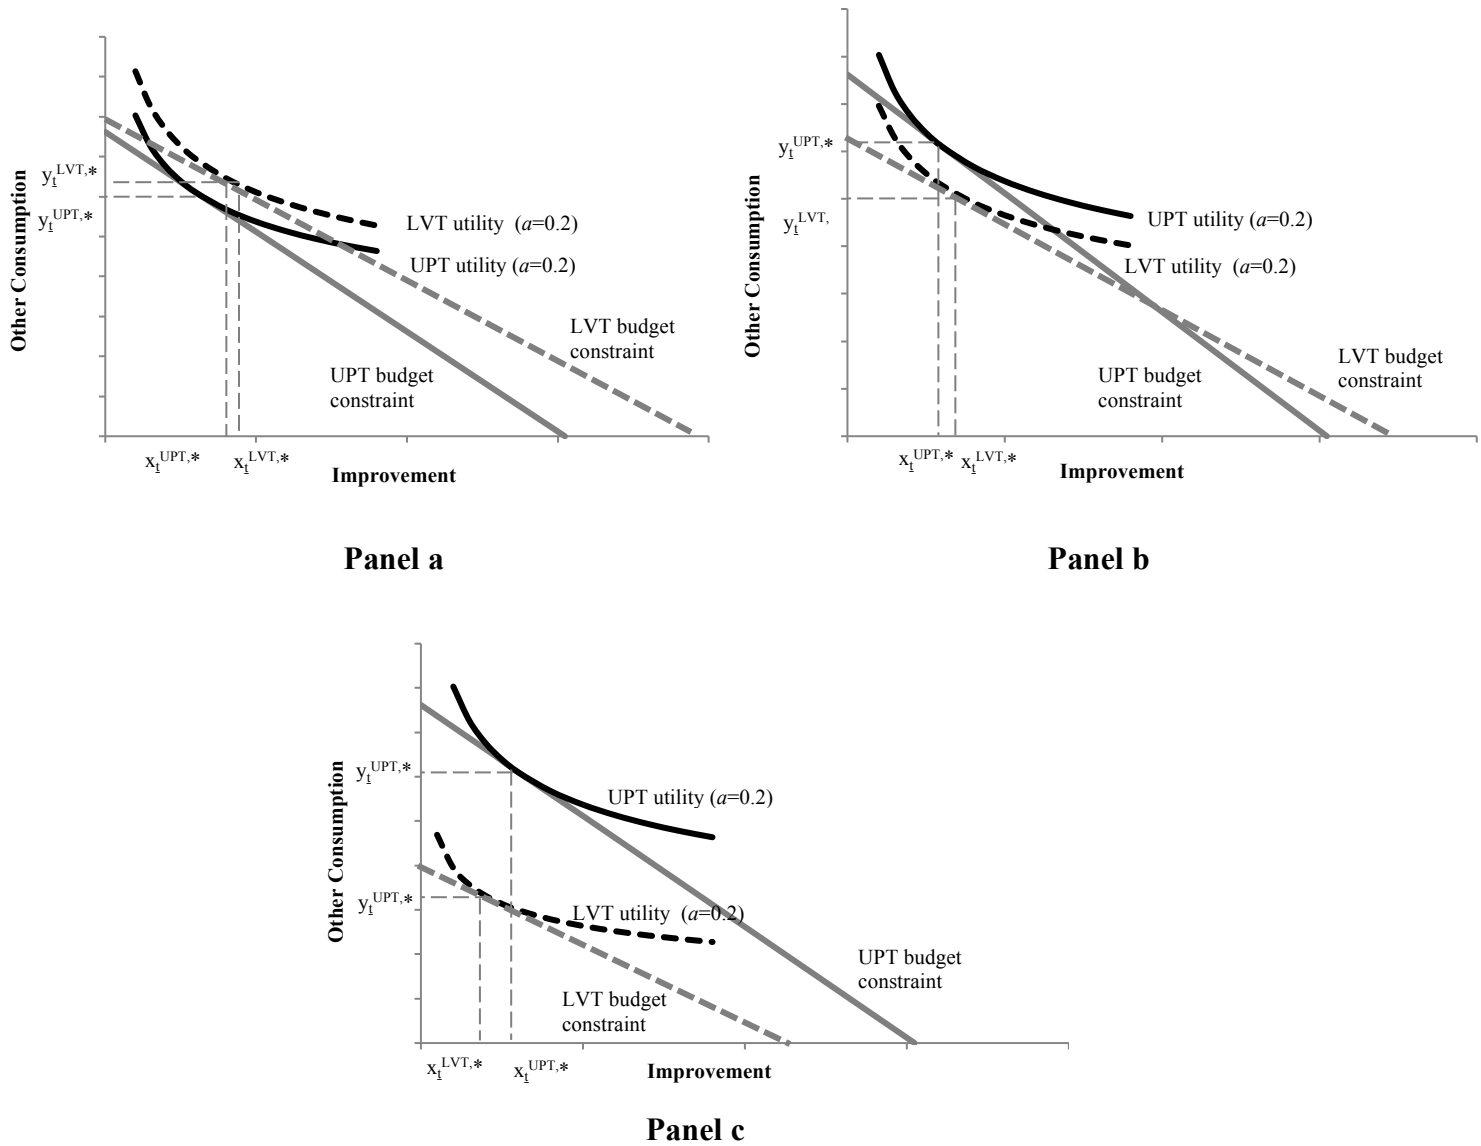 Other Consumption
y_t^LVT,*
y_t^UPT,*
LVT utility (a=0.2)
UPT utility (a=0.2)
LVT budget
constraint
UPT budget
constraint
x_t^UPT,*
x_t^LVT,*
Improvement
Panel a
Other Consumption
y_t^UPT,*
y_t^LVT,
UPT utility (a=0.2)
LVT utility (a=0.2)
LVT budget
constraint
UPT budget
constraint
x_t^UPT,*
x_t^LVT,*
Improvement
Panel b
Other Consumption
y_t^UPT,*
y_t^UPT,*
UPT utility (a=0.2)
LVT utility (a=0.2)
UPT budget
constraint
LVT budget
constraint
x_t^LVT,*
x_t^UPT,*
Improvement
Panel c